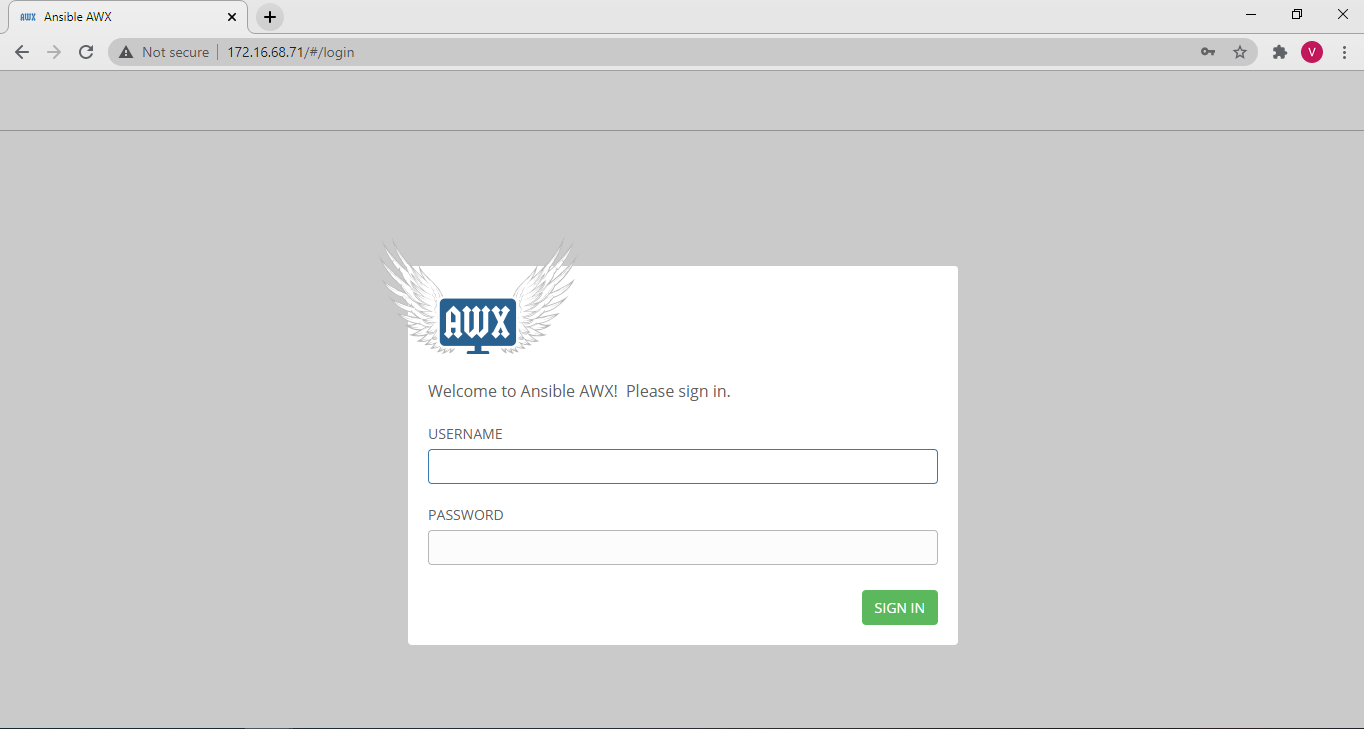 AWX Ansible AWX
Not secure 172.16.68.71/#/login V
AWX
Welcome to Ansible AWX! Please sign in.
USERNAME
PASSWORD
SIGN IN